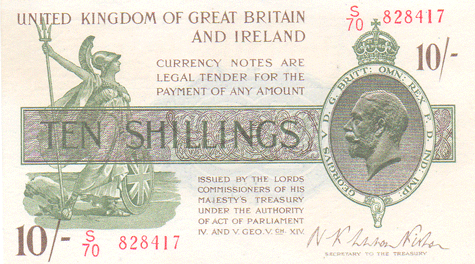 UNITED KINGDOM OF GREAT BRITAIN
AND IRELAND
S/70 828417
10/-
CURRENCY NOTES ARE
LEGAL TENDER FOR THE
PAYMENT OF ANY AMOUNT
TEN SHILLINGS
GEORGIVS V D. G. BRITT: OMN: REX F. D. IND: IMP:
ISSUED BY THE LORDS
COMMISSIONERS OF HIS
MAJESTY'S TREASURY
UNDER THE AUTHORITY
OF ACT OF PARLIAMENT
IV. AND V. GEO. V. CH. XIV.
10/- S/70 828417
SECRETARY TO THE TREASURY